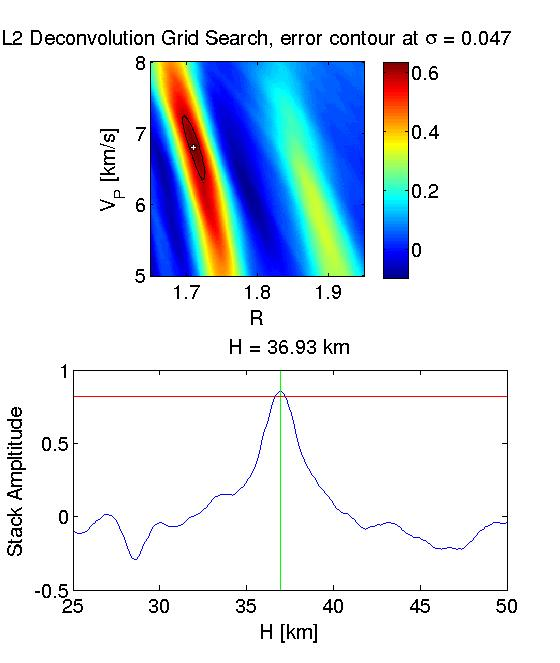 L2 Deconvolution Grid Search, error contour at σ = 0.047
8
7
6
5
V_P [km/s]
1.7 1.8 1.9
R
0.6
0.4
0.2
0
H = 36.93 km
1
0.5
0
-0.5
Stack Ampltitude
25 30 35 40 45 50
H [km]